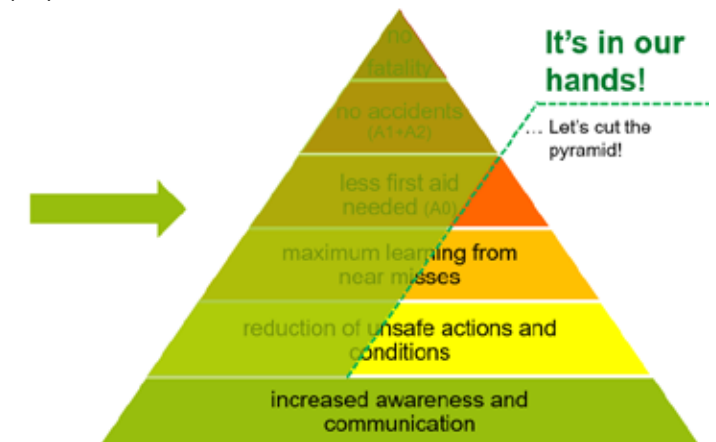 no
fatality
It's in our
hands!
no accidents
(A1+A2)
... Let's cut the
pyramid!
less first aid
needed (A0)
maximum learning from
near misses
reduction of unsafe actions and
conditions
increased awareness and
communication